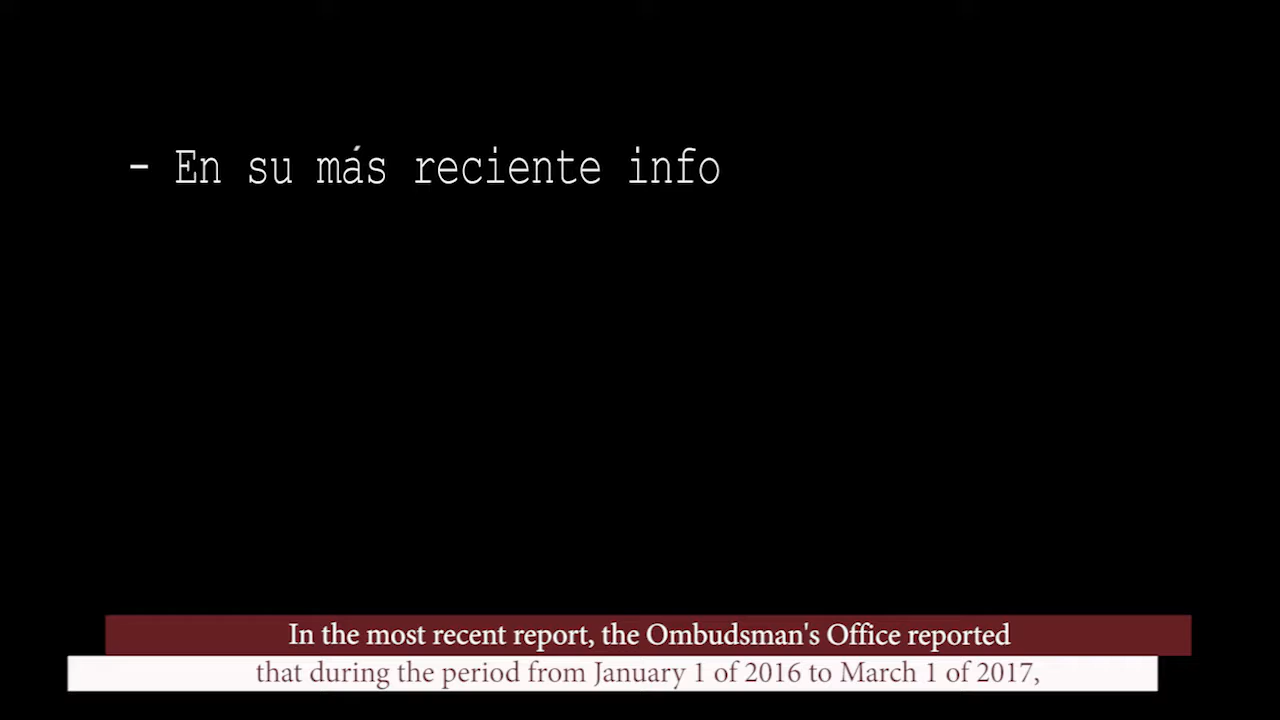 - En su más reciente info
In the most recent report, the Ombudsman's Office reported
that during the period from January 1 of 2016 to March 1 of 2017,